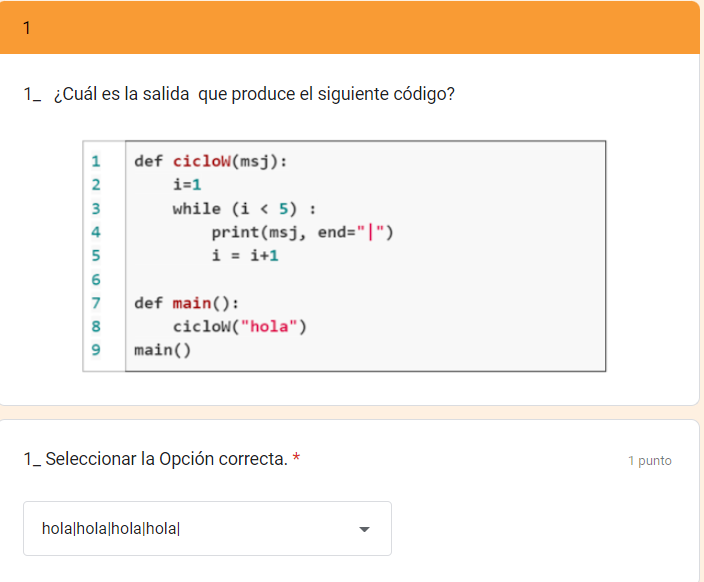 1
1_ ¿Cuál es la salida que produce el siguiente código?
1 def cicloW(msj):
2     i=1
3     while (i < 5) :
4         print(msj, end="|")
5         i = i+1
6
7 def main():
8     cicloW("hola")
9 main()
1_ Seleccionar la Opción correcta. *
1 punto
hola|hola|hola|hola|